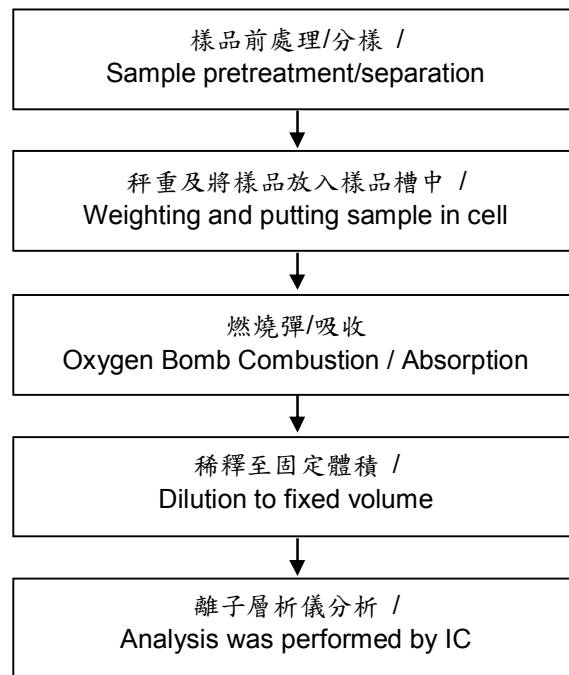 樣品前處理/分樣 /
Sample pretreatment/separation
秤重及將樣品放入樣品槽中 /
Weighting and putting sample in cell
燃燒彈/吸收
Oxygen Bomb Combustion / Absorption
稀釋至固定體積 /
Dilution to fixed volume
離子層析儀分析 /
Analysis was performed by IC